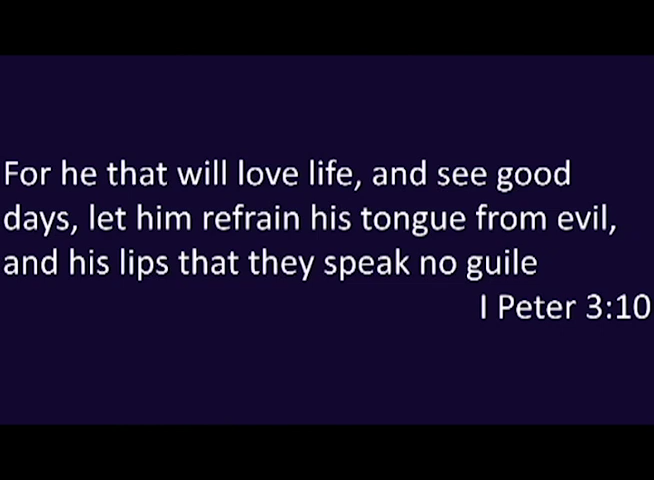 For he that will love life, and see good
days, let him refrain his tongue from evil,
and his lips that they speak no guile
I Peter 3:10